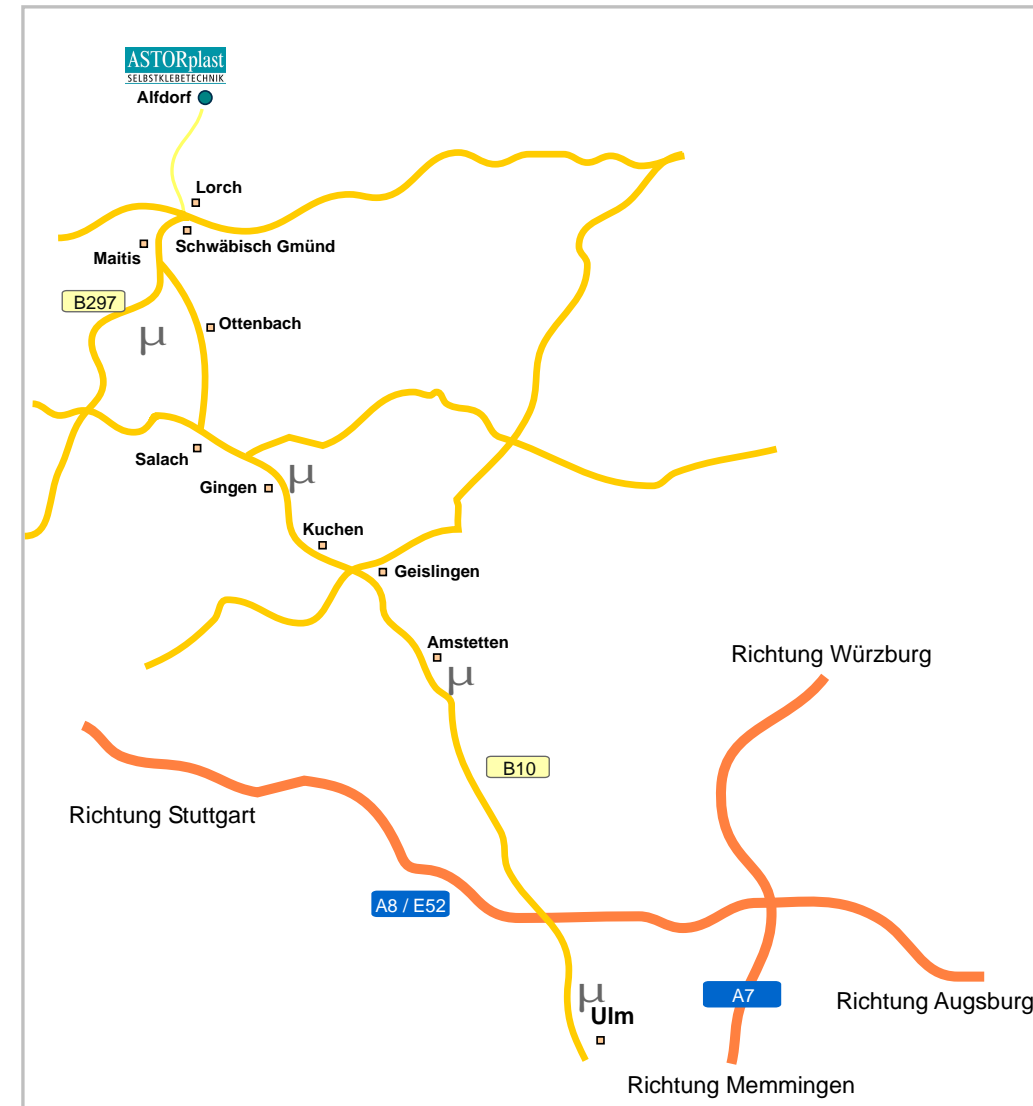 ASTORplast
SELBSTKLEBETECHNIK
Alfdorf
Lorch
Schwäbisch Gmünd
Maitis
B297
Ottenbach
µ
Salach
Gingen
µ
Kuchen
Geislingen
Amstetten
µ
Richtung Würzburg
B10
Richtung Stuttgart
A8 / E52
A7
µ
Richtung Augsburg
Ulm
Richtung Memmingen